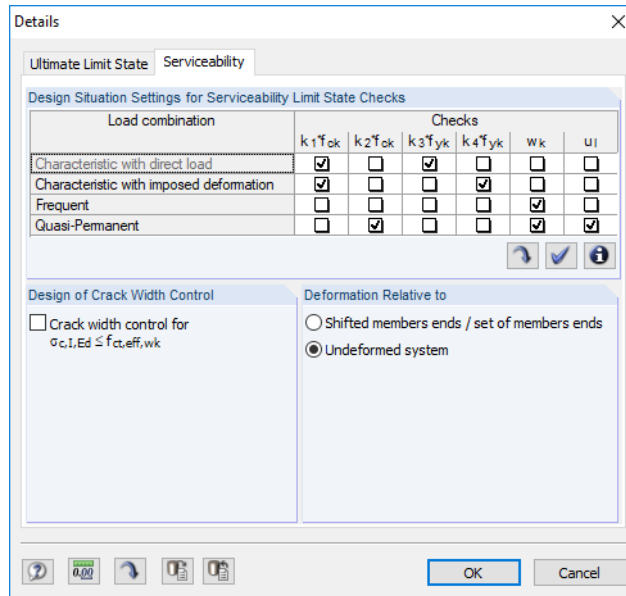 Details
Ultimate Limit State Serviceability
Design Situation Settings for Serviceability Limit State Checks
Load combination Checks
k1*fck k2*fck k3*fyk k4*fyk wk ul
Characteristic with direct load
Characteristic with imposed deformation
Frequent
Quasi-Permanent
Design of Crack Width Control Deformation Relative to
Crack width control for
σc,I,Ed ≤ fct,eff,wk
Shifted members ends / set of members ends
Undeformed system
0.00
OK Cancel